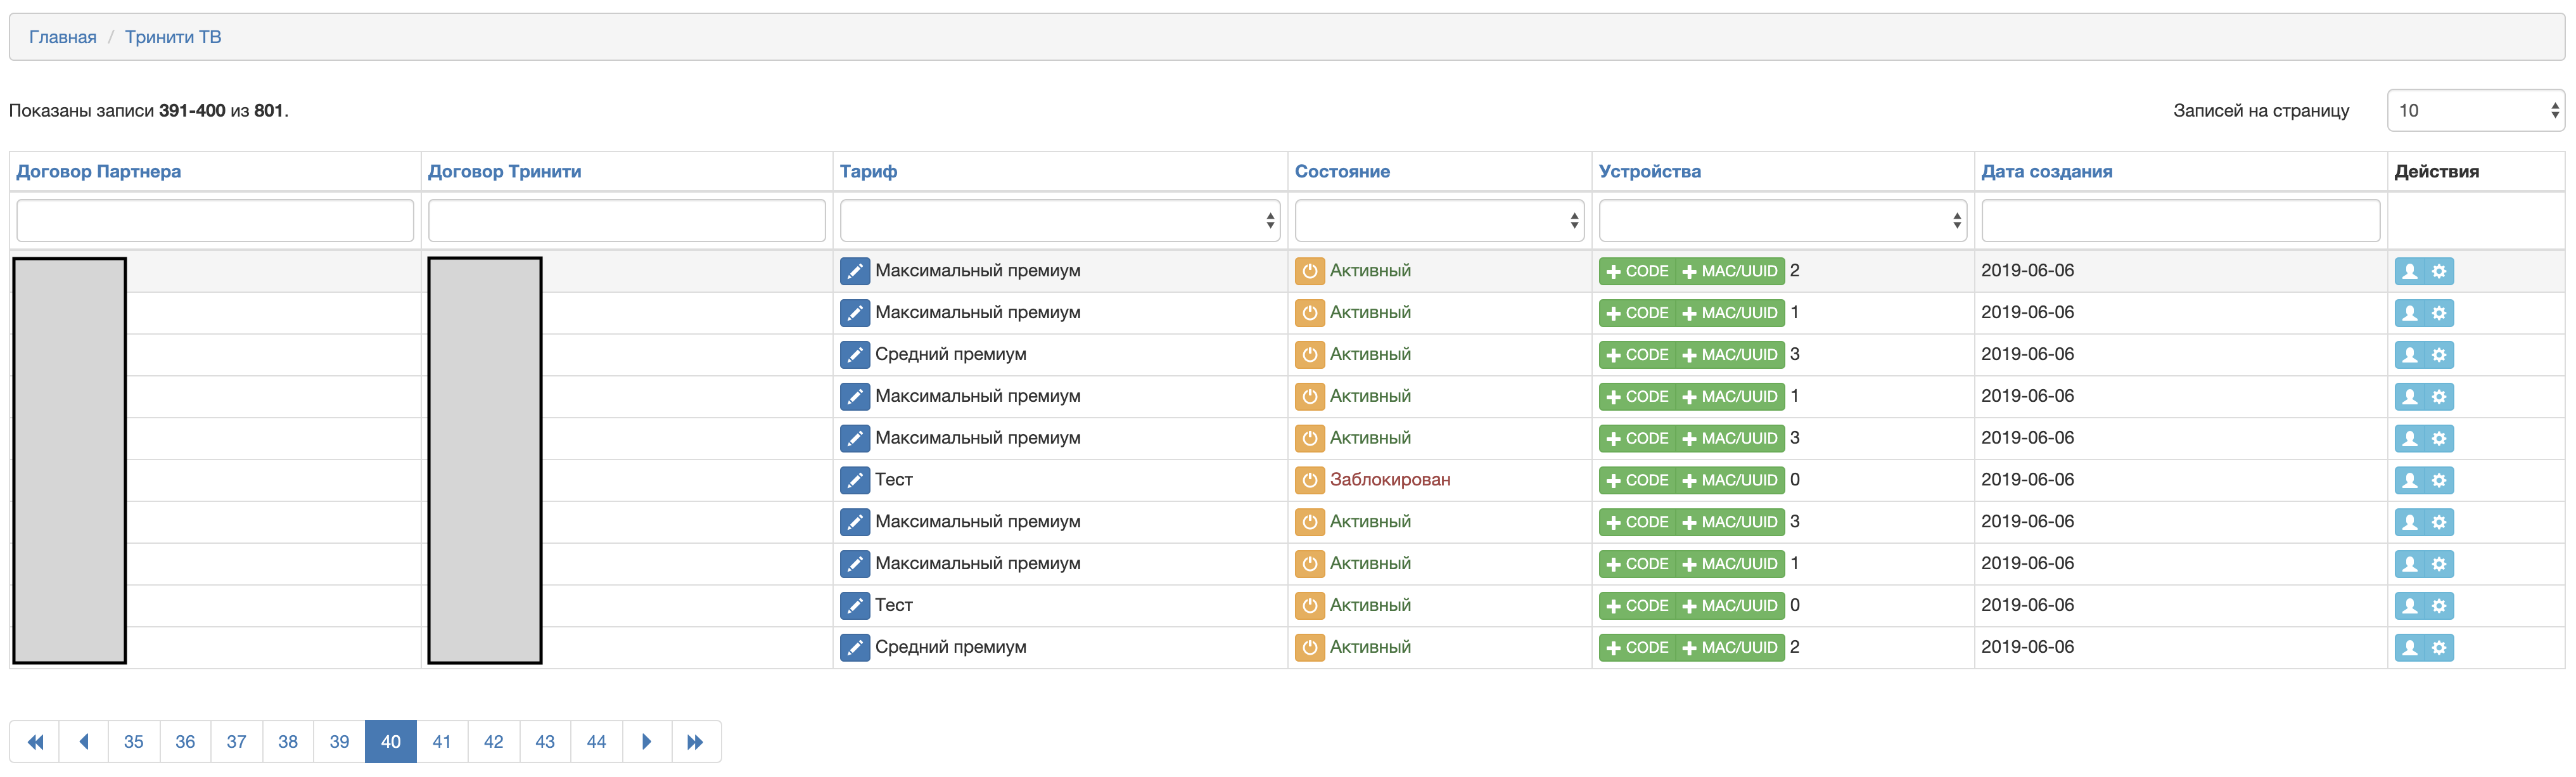 Главная / Тринити ТВ
Показаны записи 391-400 из 801. Записей на страницу 10
Договор Партнера Договор Тринити Тариф Состояние Устройства Дата создания Действия
Максимальный премиум Активный CODE MAC/UUID 2 2019-06-06
Максимальный премиум Активный CODE MAC/UUID 1 2019-06-06
Средний премиум Активный CODE MAC/UUID 3 2019-06-06
Максимальный премиум Активный CODE MAC/UUID 1 2019-06-06
Максимальный премиум Активный CODE MAC/UUID 3 2019-06-06
Тест Заблокирован CODE MAC/UUID 0 2019-06-06
Максимальный премиум Активный CODE MAC/UUID 3 2019-06-06
Максимальный премиум Активный CODE MAC/UUID 1 2019-06-06
Тест Активный CODE MAC/UUID 0 2019-06-06
Средний премиум Активный CODE MAC/UUID 2 2019-06-06
35 36 37 38 39 40 41 42 43 44